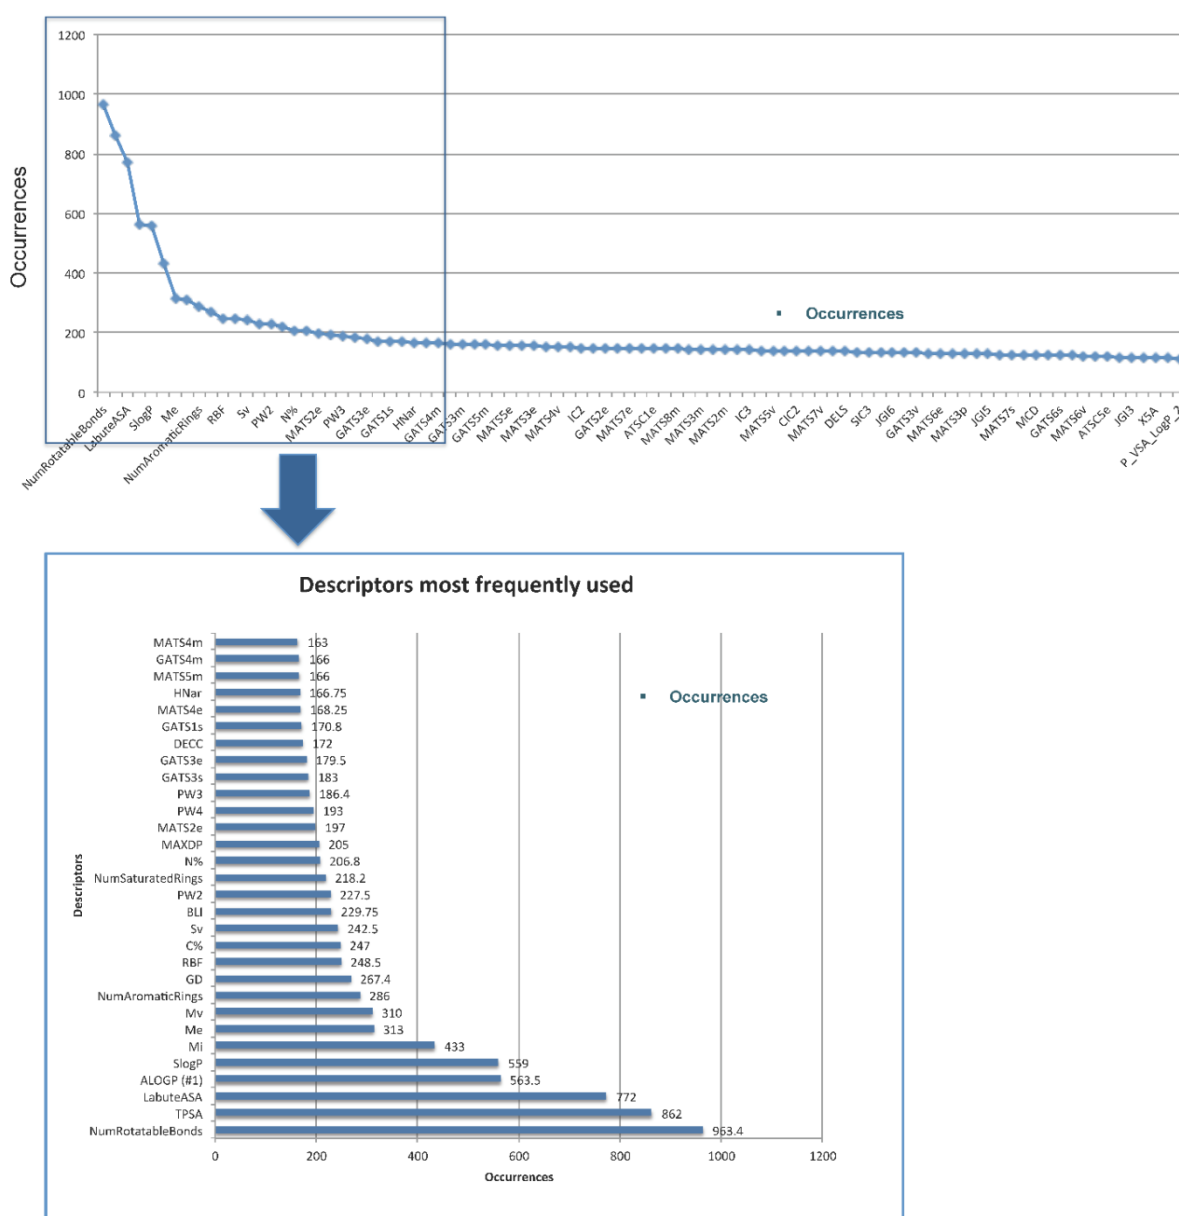 1200
1000
800
600
400
200
0
Occurrences
▪ Occurrences
NumRotatableBonds
LabuteASA
SlogP
Me
NumAromaticRings
RBF
Sv
PW2
N%
MATS2e
PW3
GATS3e
GATS1s
HNar
GATS4m
GATS3m
GATS5m
MATS5e
MATS3e
MATS4v
IC2
GATS2e
MATS7e
ATSC1e
MATS8m
MATS3m
MATS2m
IC3
MATS5v
CIC2
MATS7v
DELS
SIC3
JGI6
GATS3v
MATS6e
MATS3p
JGI5
MATS7s
MCD
GATS6s
MATS6v
ATSC5e
JGI3
X5A
P_VSA_LogP_2
Descriptors most frequently used
MATS4m 163
GATS4m 166
MATS5m 166
HNar 166.75
MATS4e 168.25
GATS1s 170.8
DECC 172
GATS3e 179.5
GATS3s 183
PW3 186.4
PW4 193
MATS2e 197
MAXDP 205
N% 206.8
NumSaturatedRings 218.2
PW2 227.5
BLI 229.75
Sv 242.5
C% 247
RBF 248.5
GD 267.4
NumAromaticRings 286
Mv 310
Me 313
Mi 433
SlogP 559
ALOGP (#1) 563.5
LabuteASA 772
TPSA 862
NumRotatableBonds 963.4
▪ Occurrences
Descriptors
0 200 400 600 800 1000 1200
Occurrences